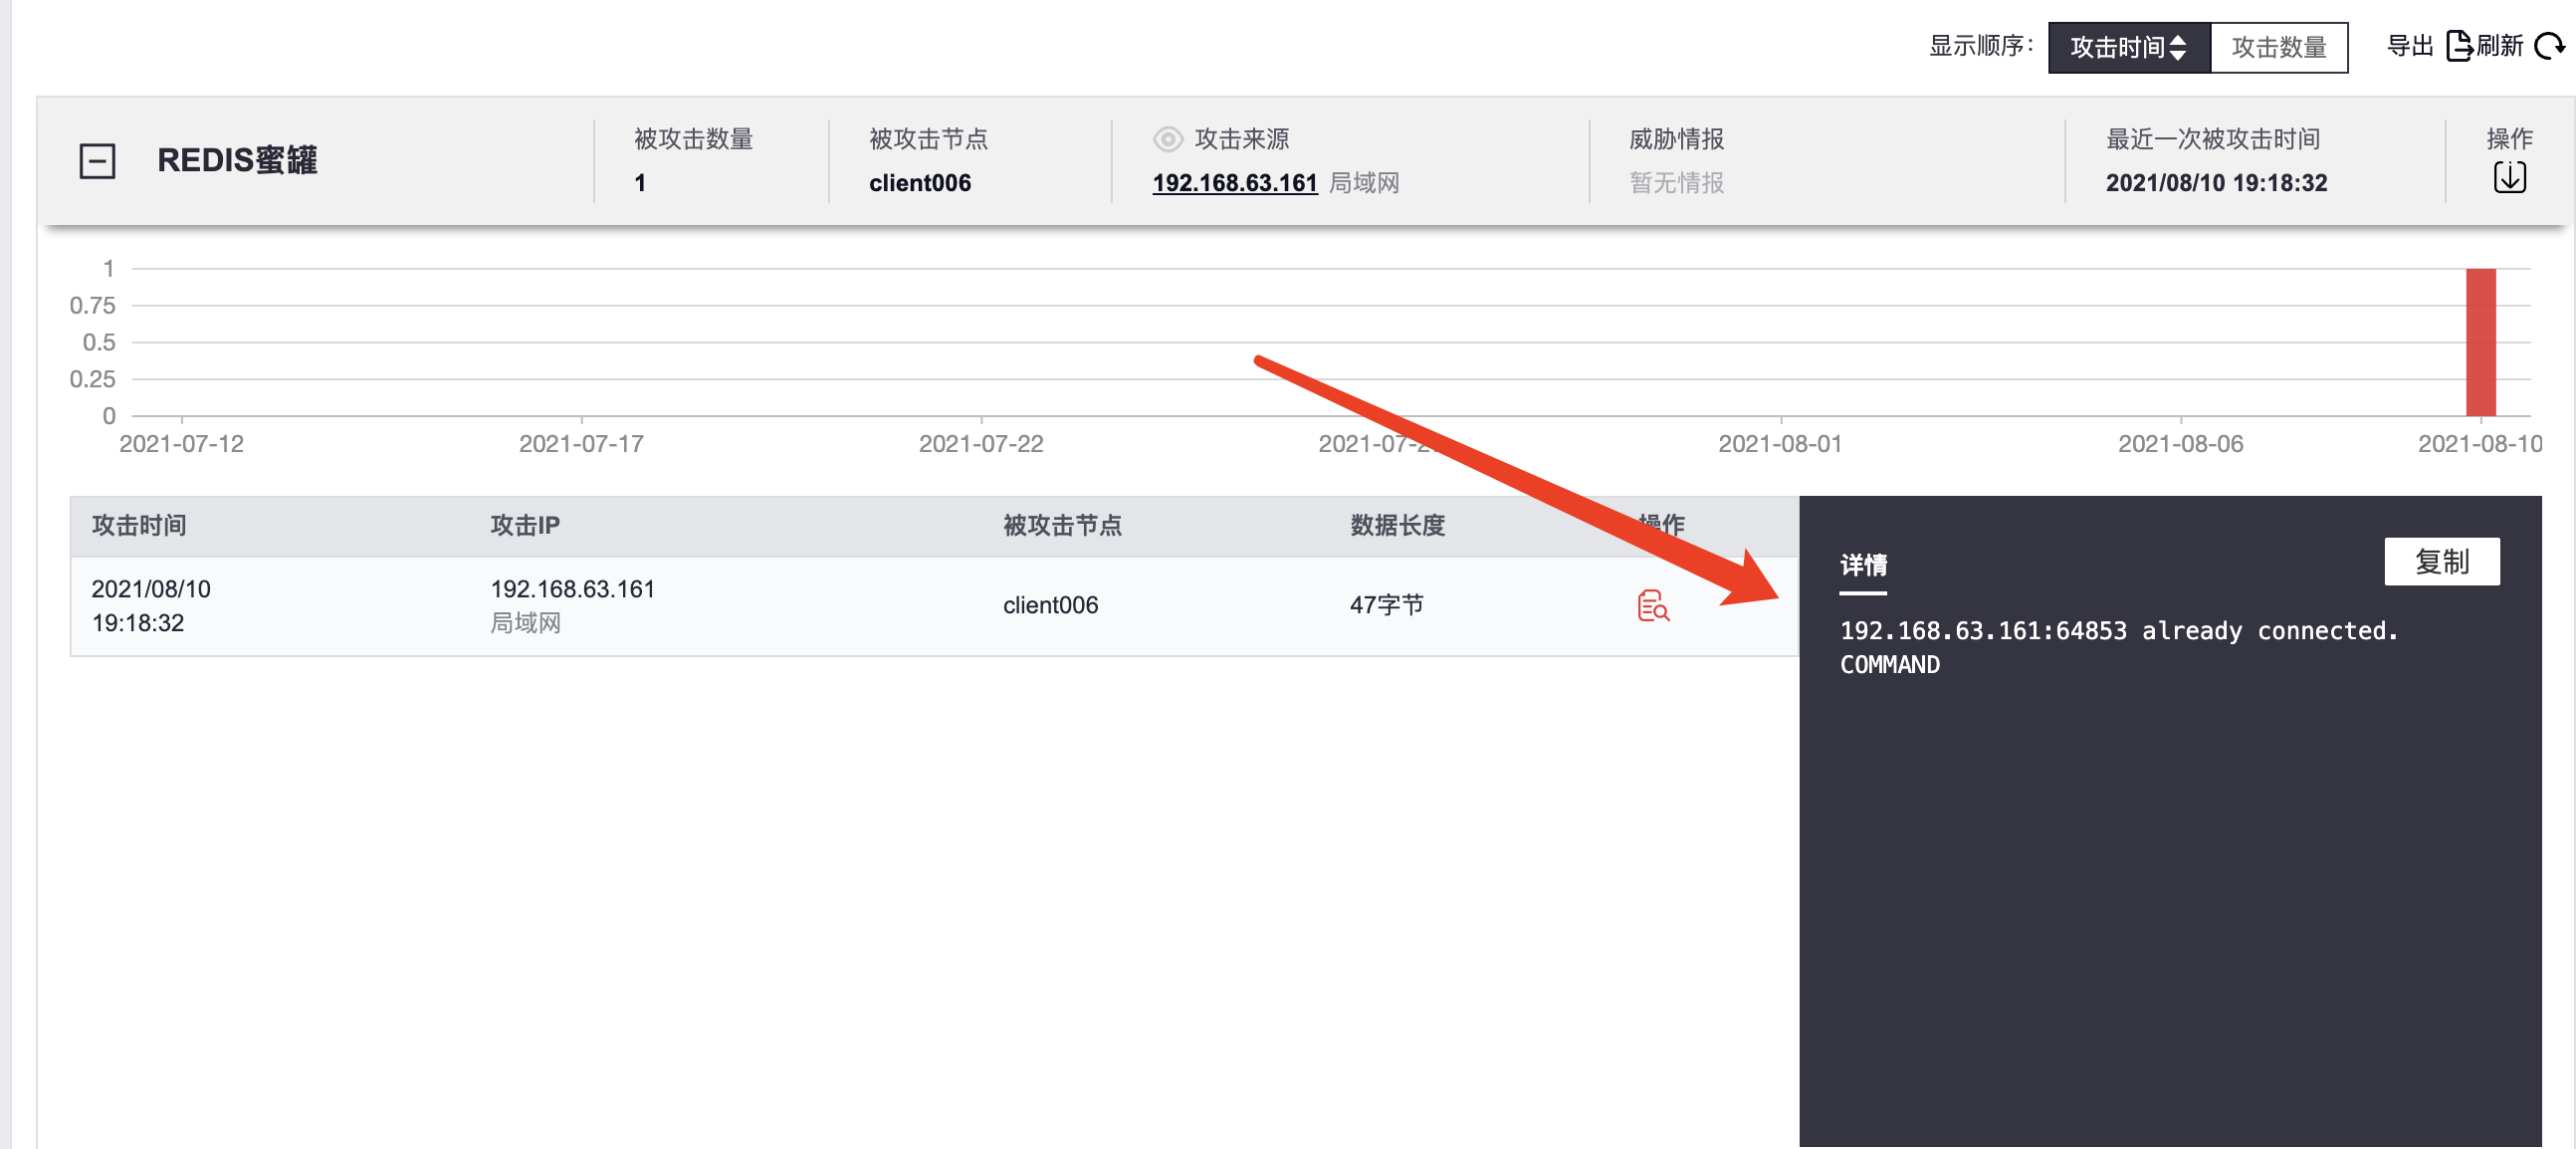 显示顺序：
攻击时间
攻击数量
导出
刷新
REDIS蜜罐
被攻击数量
1
被攻击节点
client006
攻击来源
192.168.63.161 局域网
威胁情报
暂无情报
最近一次被攻击时间
2021/08/10 19:18:32
操作
1
0.75
0.5
0.25
0
2021-07-12
2021-07-17
2021-07-22
2021-07-2
2021-08-01
2021-08-06
2021-08-10
攻击时间
攻击IP
被攻击节点
数据长度
操作
2021/08/10
19:18:32
192.168.63.161
局域网
client006
47字节
详情
复制
192.168.63.161:64853 already connected.
COMMAND